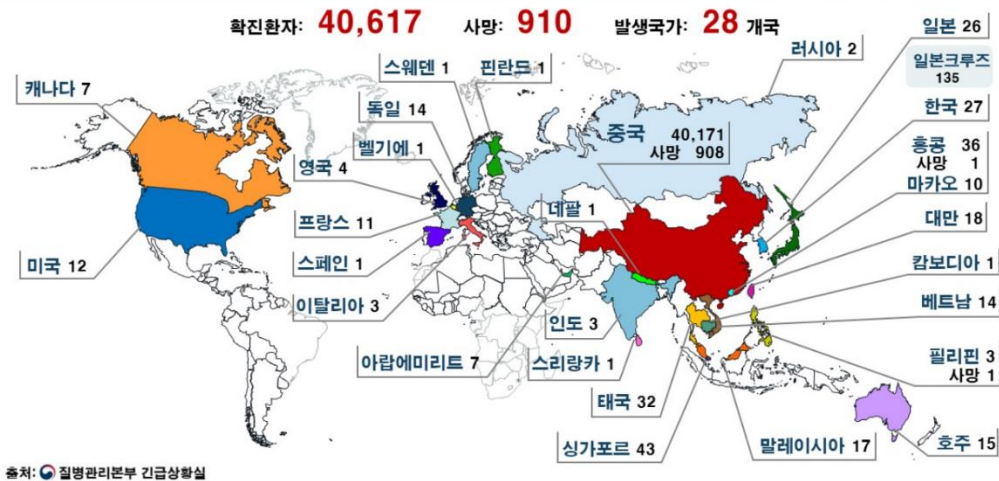 확진환자: 40,617 사망: 910 발생국가: 28 개국
일본 26
러시아 2
일본크루즈
135
스웨덴 1
핀란드 1
캐나다 7
독일 14
한국 27
중국 40,171
사망 908
벨기에 1
홍콩 36
사망 1
영국 4
마카오 10
네팔 1
대만 18
프랑스 11
미국 12
스페인 1
캄보디아 1
이탈리아 3
베트남 14
인도 3
아랍에미리트 7
스리랑카 1
필리핀 3
사망 1
태국 32
싱가포르 43
말레이시아 17
호주 15
출처: 질병관리본부 긴급상황실